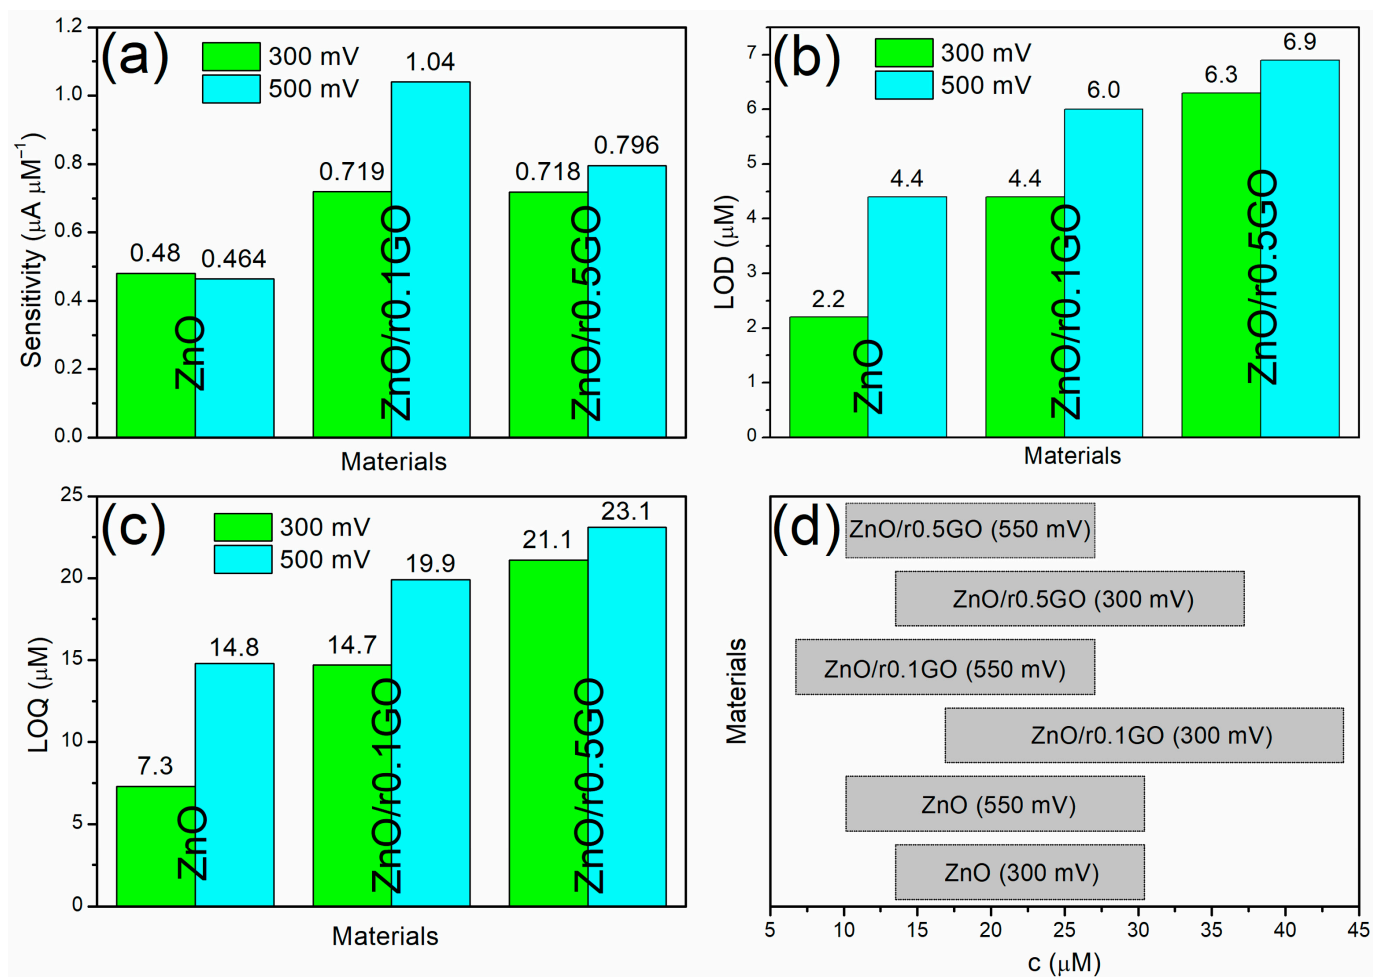 (a)
300 mV
500 mV
Sensitivity (μA μM⁻¹)
1.2
1.0
0.8
0.6
0.4
0.2
0.0
0.48
0.464
0.719
1.04
0.718
0.796
ZnO
ZnO/r0.1GO
ZnO/r0.5GO
Materials
(b)
300 mV
500 mV
LOD (μM)
7
6
5
4
3
2
1
0
2.2
4.4
4.4
6.0
6.3
6.9
ZnO
ZnO/r0.1GO
ZnO/r0.5GO
Materials
(c)
300 mV
500 mV
LOQ (μM)
25
20
15
10
5
0
7.3
14.8
14.7
19.9
21.1
23.1
ZnO
ZnO/r0.1GO
ZnO/r0.5GO
Materials
(d)
Materials
ZnO/r0.5GO (550 mV)
ZnO/r0.5GO (300 mV)
ZnO/r0.1GO (550 mV)
ZnO/r0.1GO (300 mV)
ZnO (550 mV)
ZnO (300 mV)
5 10 15 20 25 30 35 40 45
c (μM)